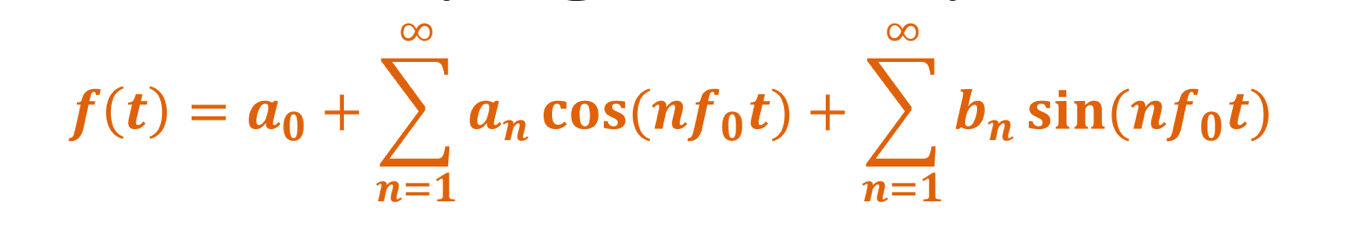 f(t) = a₀ + ∑_{n=1}^{∞} aₙ cos(nf₀t) + ∑_{n=1}^{∞} bₙ sin(nf₀t)